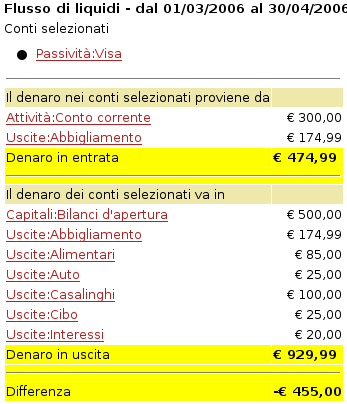 Flusso di liquidi - dal 01/03/2006 al 30/04/2006
Conti selezionati
Passività:Visa
Il denaro nei conti selezionati proviene da
Attività:Conto corrente € 300,00
Uscite:Abbigliamento € 174,99
Denaro in entrata € 474,99
Il denaro dei conti selezionati va in
Capitali:Bilanci d'apertura € 500,00
Uscite:Abbigliamento € 174,99
Uscite:Alimentari € 85,00
Uscite:Auto € 25,00
Uscite:Casalinghi € 100,00
Uscite:Cibo € 25,00
Uscite:Interessi € 20,00
Denaro in uscita € 929,99
Differenza -€ 455,00